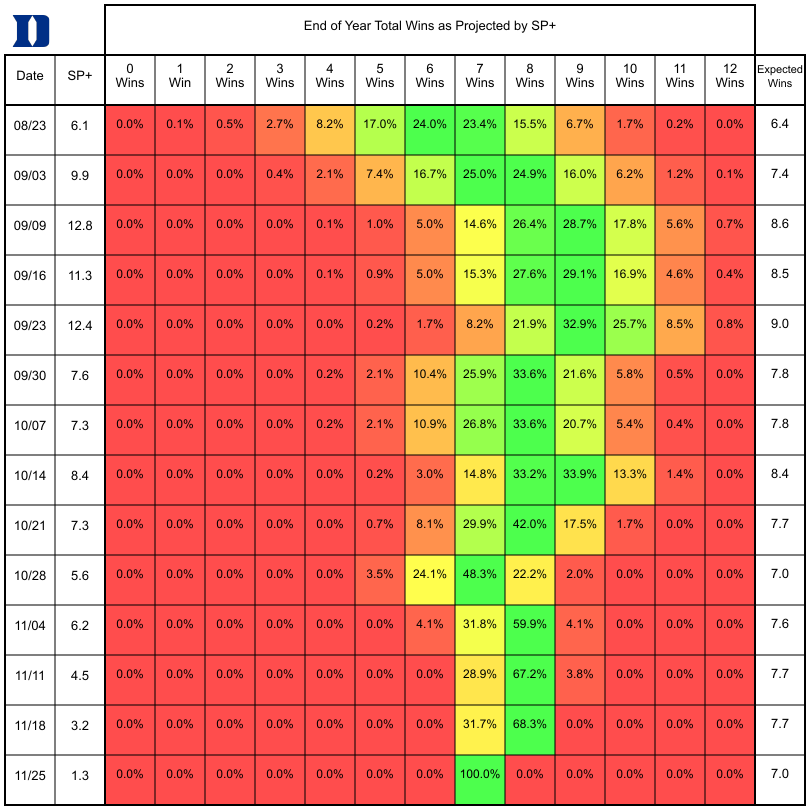 End of Year Total Wins as Projected by SP+
Date SP+ 0 Wins 1 Win 2 Wins 3 Wins 4 Wins 5 Wins 6 Wins 7 Wins 8 Wins 9 Wins 10 Wins 11 Wins 12 Wins Expected Wins
08/23 6.1 0.0% 0.1% 0.5% 2.7% 8.2% 17.0% 24.0% 23.4% 15.5% 6.7% 1.7% 0.2% 0.0% 6.4
09/03 9.9 0.0% 0.0% 0.0% 0.4% 2.1% 7.4% 16.7% 25.0% 24.9% 16.0% 6.2% 1.2% 0.1% 7.4
09/09 12.8 0.0% 0.0% 0.0% 0.0% 0.1% 1.0% 5.0% 14.6% 26.4% 28.7% 17.8% 5.6% 0.7% 8.6
09/16 11.3 0.0% 0.0% 0.0% 0.0% 0.1% 0.9% 5.0% 15.3% 27.6% 29.1% 16.9% 4.6% 0.4% 8.5
09/23 12.4 0.0% 0.0% 0.0% 0.0% 0.0% 0.2% 1.7% 8.2% 21.9% 32.9% 25.7% 8.5% 0.8% 9.0
09/30 7.6 0.0% 0.0% 0.0% 0.0% 0.2% 2.1% 10.4% 25.9% 33.6% 21.6% 5.8% 0.5% 0.0% 7.8
10/07 7.3 0.0% 0.0% 0.0% 0.0% 0.2% 2.1% 10.9% 26.8% 33.6% 20.7% 5.4% 0.4% 0.0% 7.8
10/14 8.4 0.0% 0.0% 0.0% 0.0% 0.0% 0.2% 3.0% 14.8% 33.2% 33.9% 13.3% 1.4% 0.0% 8.4
10/21 7.3 0.0% 0.0% 0.0% 0.0% 0.0% 0.7% 8.1% 29.9% 42.0% 17.5% 1.7% 0.0% 0.0% 7.7
10/28 5.6 0.0% 0.0% 0.0% 0.0% 0.0% 3.5% 24.1% 48.3% 22.2% 2.0% 0.0% 0.0% 0.0% 7.0
11/04 6.2 0.0% 0.0% 0.0% 0.0% 0.0% 0.0% 4.1% 31.8% 59.9% 4.1% 0.0% 0.0% 0.0% 7.6
11/11 4.5 0.0% 0.0% 0.0% 0.0% 0.0% 0.0% 0.0% 28.9% 67.2% 3.8% 0.0% 0.0% 0.0% 7.7
11/18 3.2 0.0% 0.0% 0.0% 0.0% 0.0% 0.0% 0.0% 31.7% 68.3% 0.0% 0.0% 0.0% 0.0% 7.7
11/25 1.3 0.0% 0.0% 0.0% 0.0% 0.0% 0.0% 0.0% 100.0% 0.0% 0.0% 0.0% 0.0% 0.0% 7.0